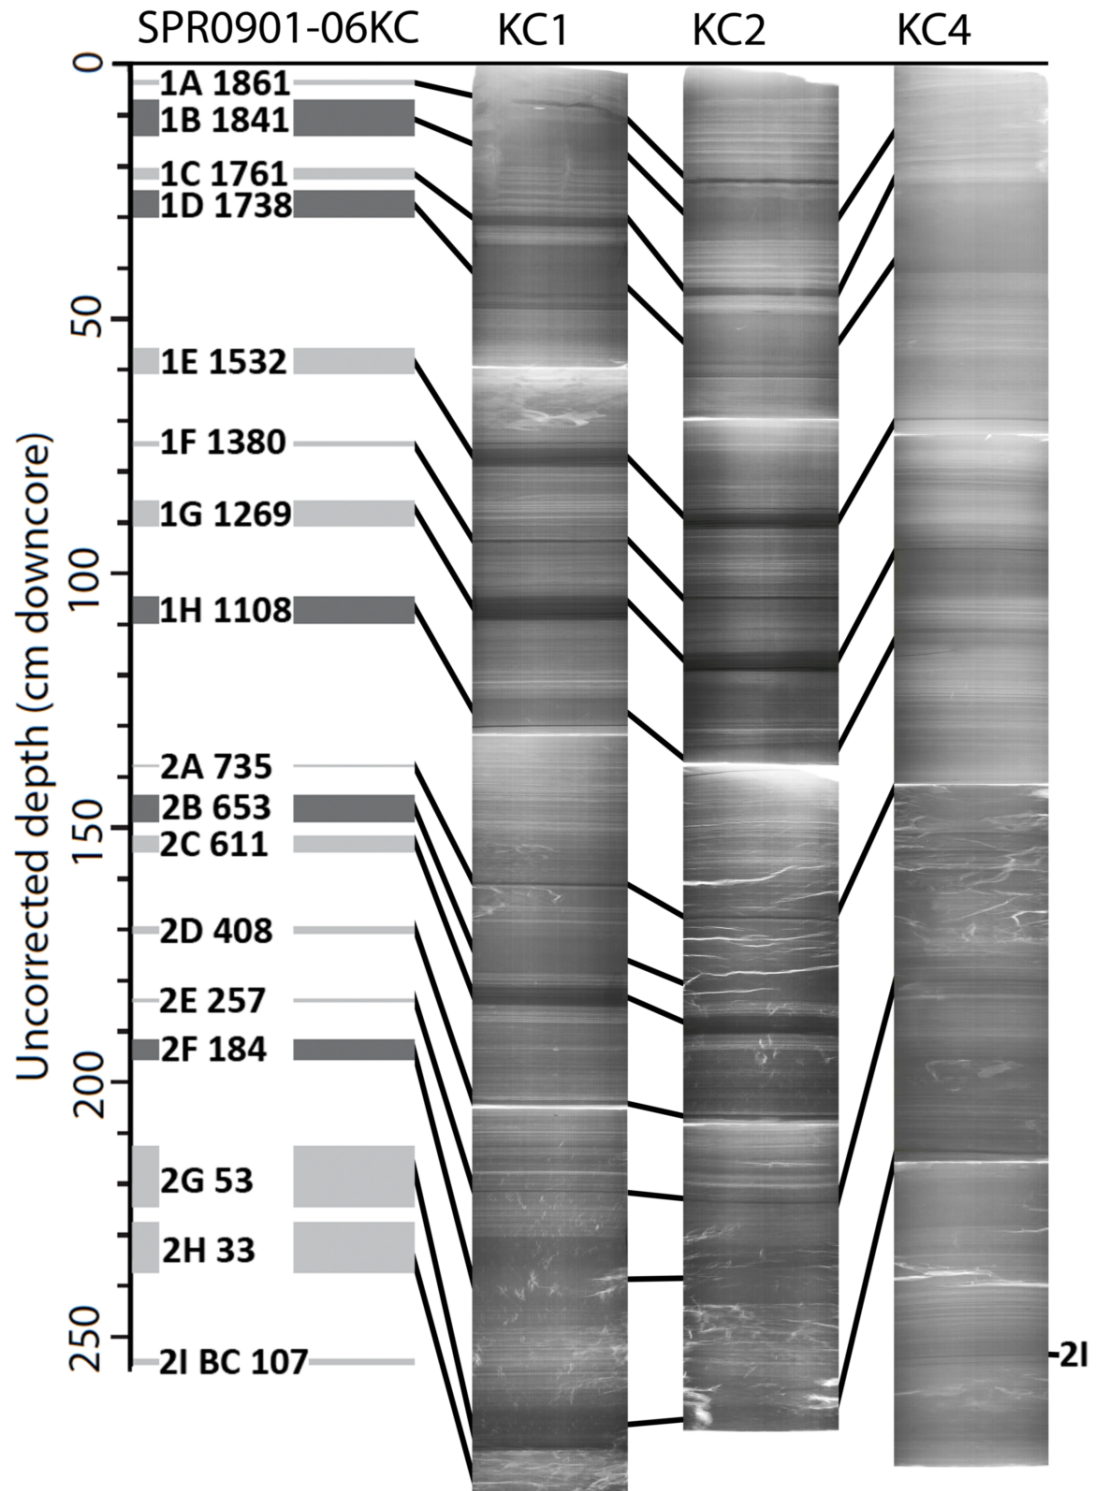 SPR0901-06KC KC1 KC2 KC4
Uncorrected depth (cm downcore)
0
1A 1861
1B 1841
1C 1761
1D 1738
50
1E 1532
1F 1380
1G 1269
100
1H 1108
2A 735
2B 653
150
2C 611
2D 408
2E 257
2F 184
200
2G 53
2H 33
250
2I BC 107
2I